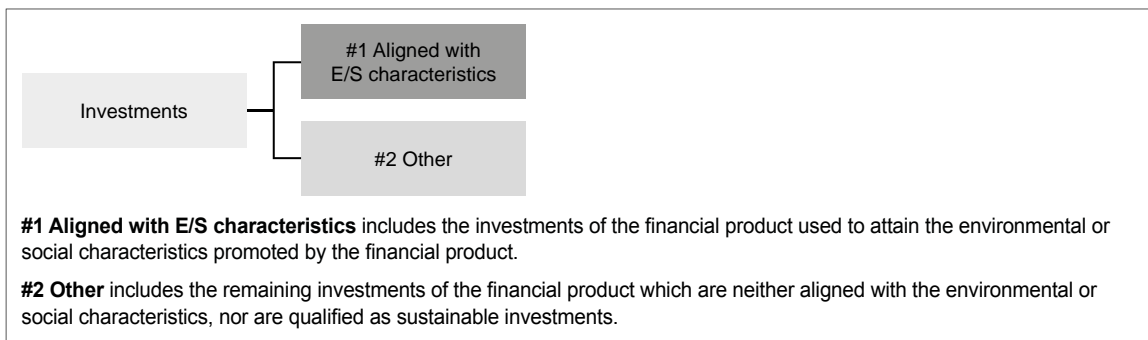 #1 Aligned with
E/S characteristics
Investments
#2 Other
#1 Aligned with E/S characteristics includes the investments of the financial product used to attain the environmental or
social characteristics promoted by the financial product.
#2 Other includes the remaining investments of the financial product which are neither aligned with the environmental or
social characteristics, nor are qualified as sustainable investments.